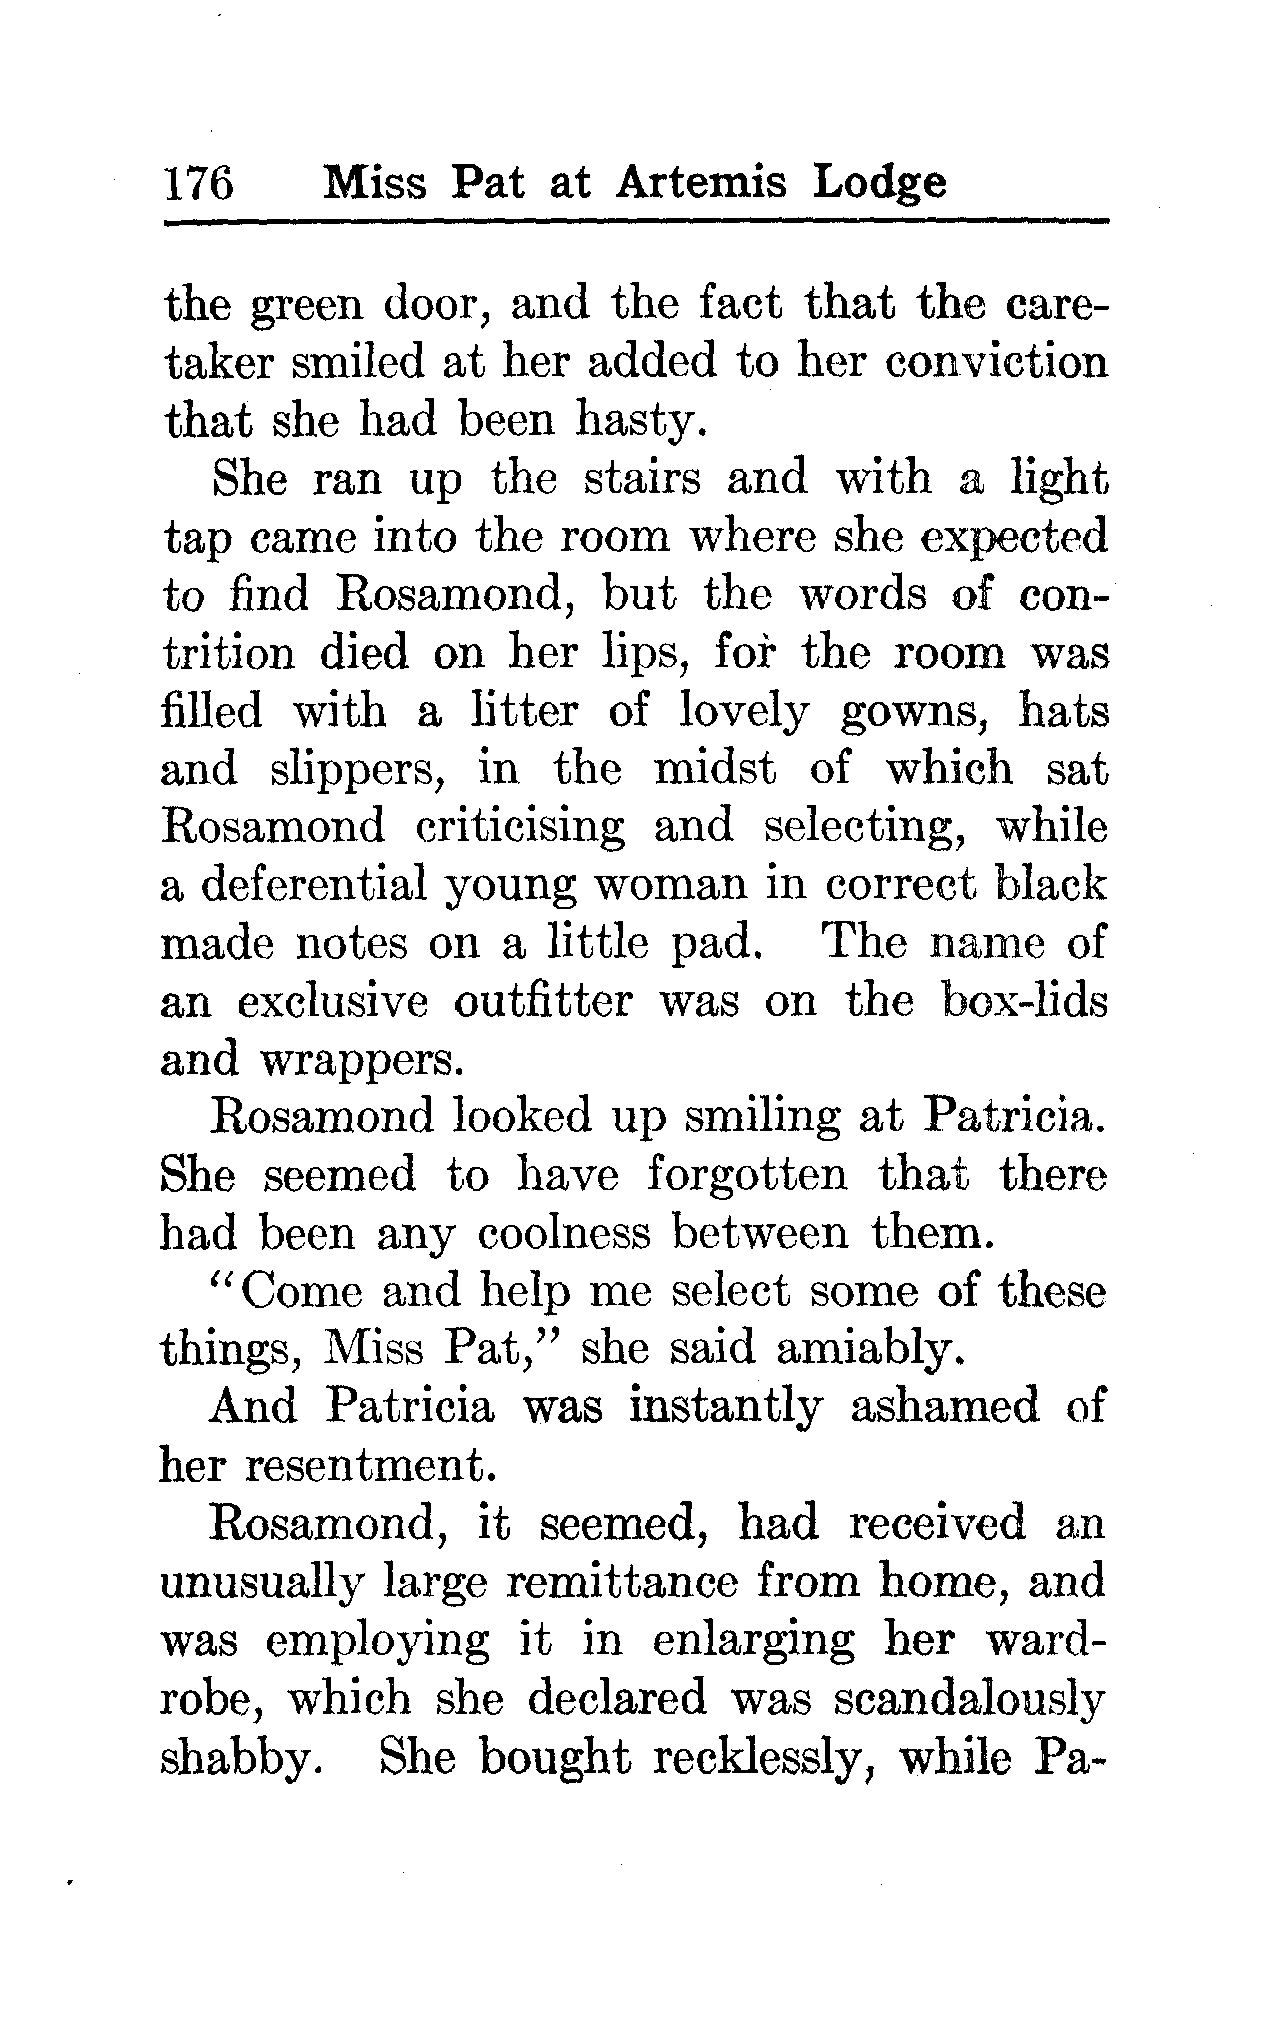 176 Miss Pat at Artemis Lodge
the green door, and the fact that the care-
taker smiled at her added to her conviction
that she had been hasty.
She ran up the stairs and with a light
tap came into the room where she expected
to find Rosamond, but the words of con-
trition died on her lips, for the room was
filled with a litter of lovely gowns, hats
and slippers, in the midst of which sat
Rosamond criticising and selecting, while
a deferential young woman in correct black
made notes on a little pad. The name of
an exclusive outfitter was on the box-lids
and wrappers.
Rosamond looked up smiling at Patricia.
She seemed to have forgotten that there
had been any coolness between them.
“Come and help me select some of these
things, Miss Pat,” she said amiably.
And Patricia was instantly ashamed of
her resentment.
Rosamond, it seemed, had received an
unusually large remittance from home, and
was employing it in enlarging her ward-
robe, which she declared was scandalously
shabby. She bought recklessly, while Pa-